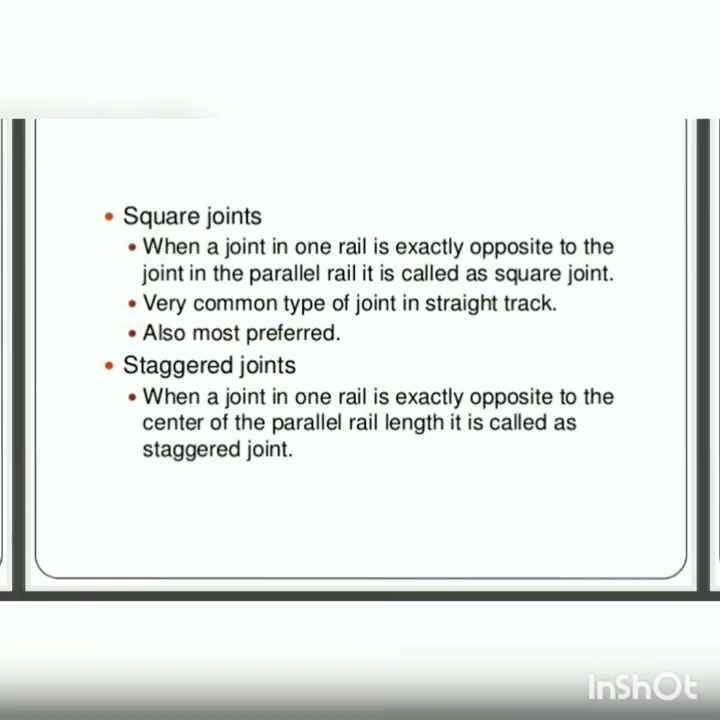 • Square joints
• When a joint in one rail is exactly opposite to the
joint in the parallel rail it is called as square joint.
• Very common type of joint in straight track.
• Also most preferred.
• Staggered joints
• When a joint in one rail is exactly opposite to the
center of the parallel rail length it is called as
staggered joint.
InShOt